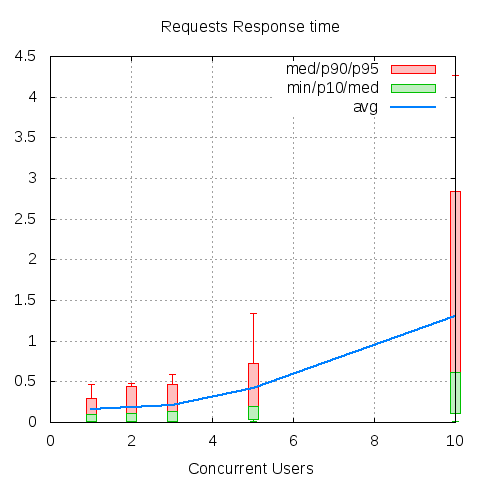 Requests Response time
4.5
4
3.5
3
2.5
2
1.5
1
0.5
0
med/p90/p95
min/p10/med
avg
0 2 4 6 8 10
Concurrent Users